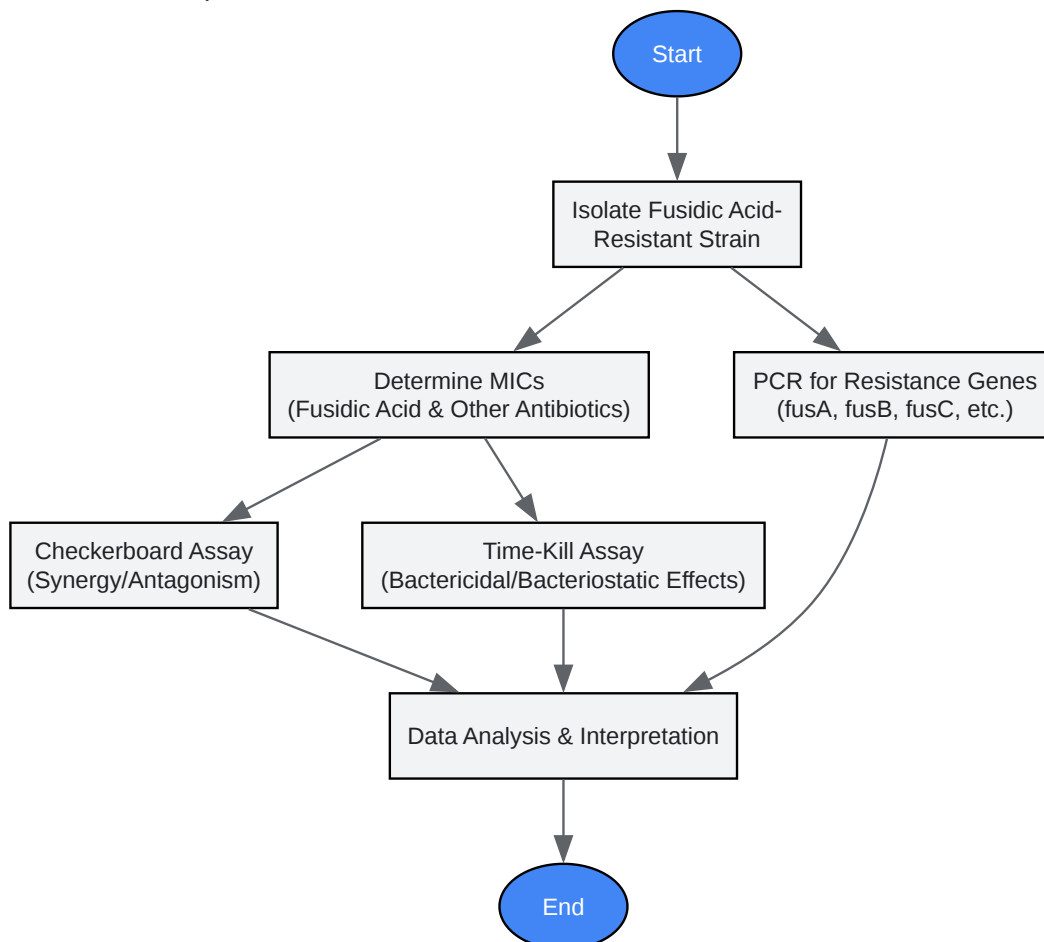 Start
Isolate Fusidic Acid-
Resistant Strain
Determine MICs
(Fusidic Acid & Other Antibiotics)
PCR for Resistance Genes
(fusA, fusB, fusC, etc.)
Checkerboard Assay
(Synergy/Antagonism)
Time-Kill Assay
(Bactericidal/Bacteriostatic Effects)
Data Analysis & Interpretation
End